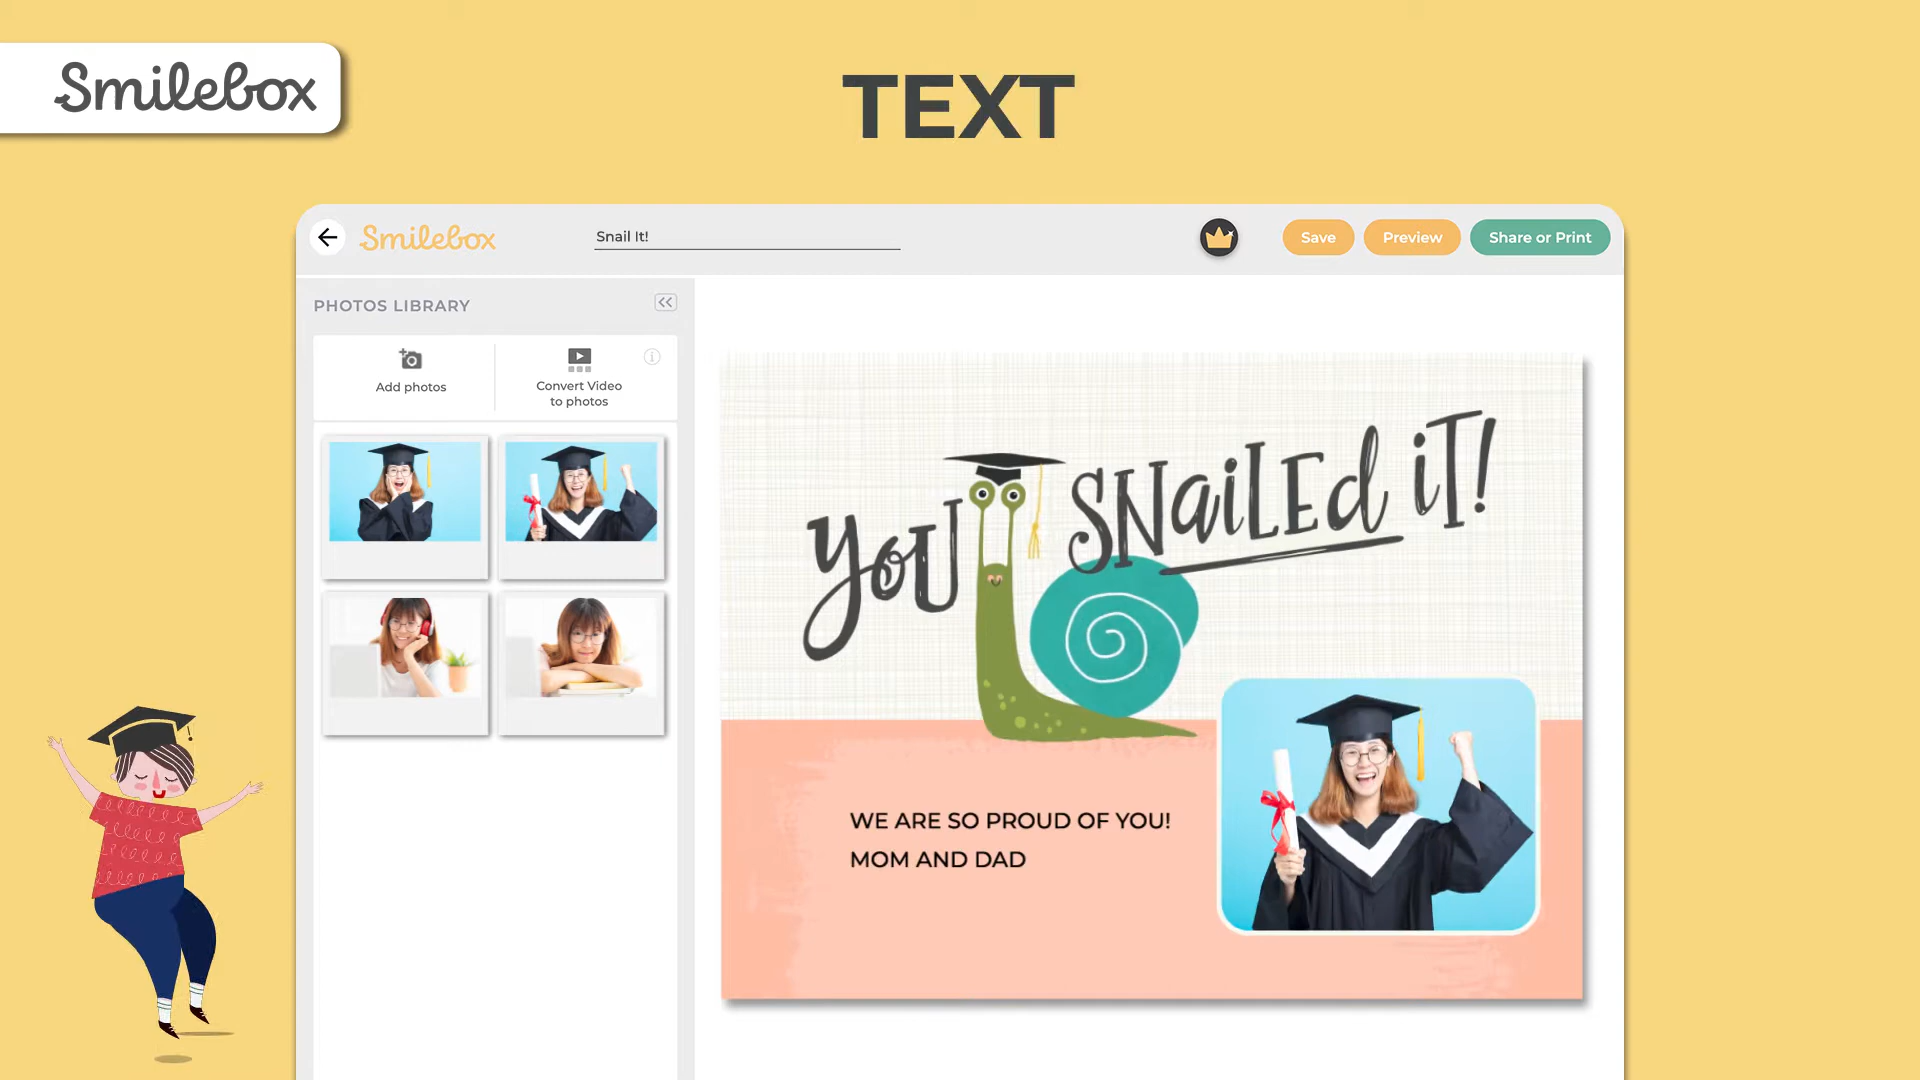 Smilebox
TEXT
Smilebox
Snail It!
Save
Preview
Share or Print
PHOTOS LIBRARY
Add photos
Convert Video
to photos
YOU SNAILED IT!
WE ARE SO PROUD OF YOU!
MOM AND DAD